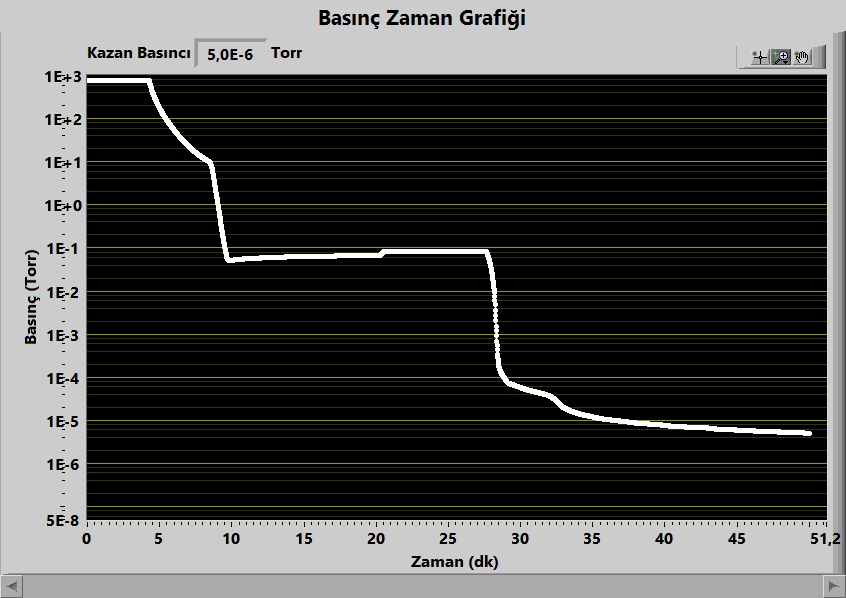 Basınç Zaman Grafiği
Kazan Basıncı 5,0E-6 Torr
1E+3
1E+2
1E+1
1E+0
1E-1
1E-2
1E-3
1E-4
1E-5
1E-6
5E-8
Basınç (Torr)
0 5 10 15 20 25 30 35 40 45 51,2
Zaman (dk)